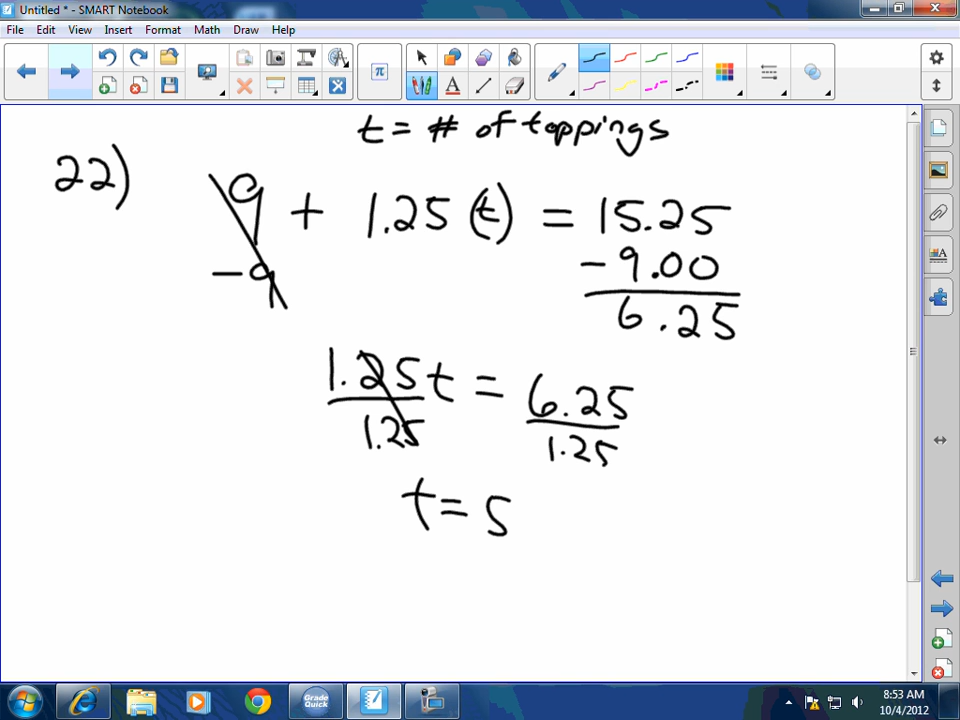 Untitled * - SMART Notebook
File Edit View Insert Format Math Draw Help
t = # of toppings
22)
9 + 1.25 (t) = 15.25
-9 - 9.00
6.25
1.25t = 6.25
1.25 1.25
t = 5
Grade Quick
8:53 AM
10/4/2012